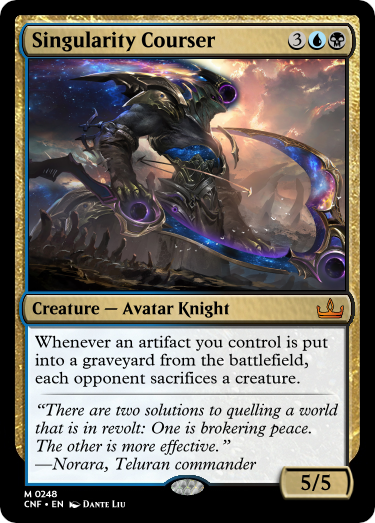 Singularity Courser 3
Creature — Avatar Knight
Whenever an artifact you control is put
into a graveyard from the battlefield,
each opponent sacrifices a creature.
“There are two solutions to quelling a world
that is in revolt: One is brokering peace.
The other is more effective.”
—Norara, Teluran commander
5/5
M 0248
CNF • EN DANTE LIU